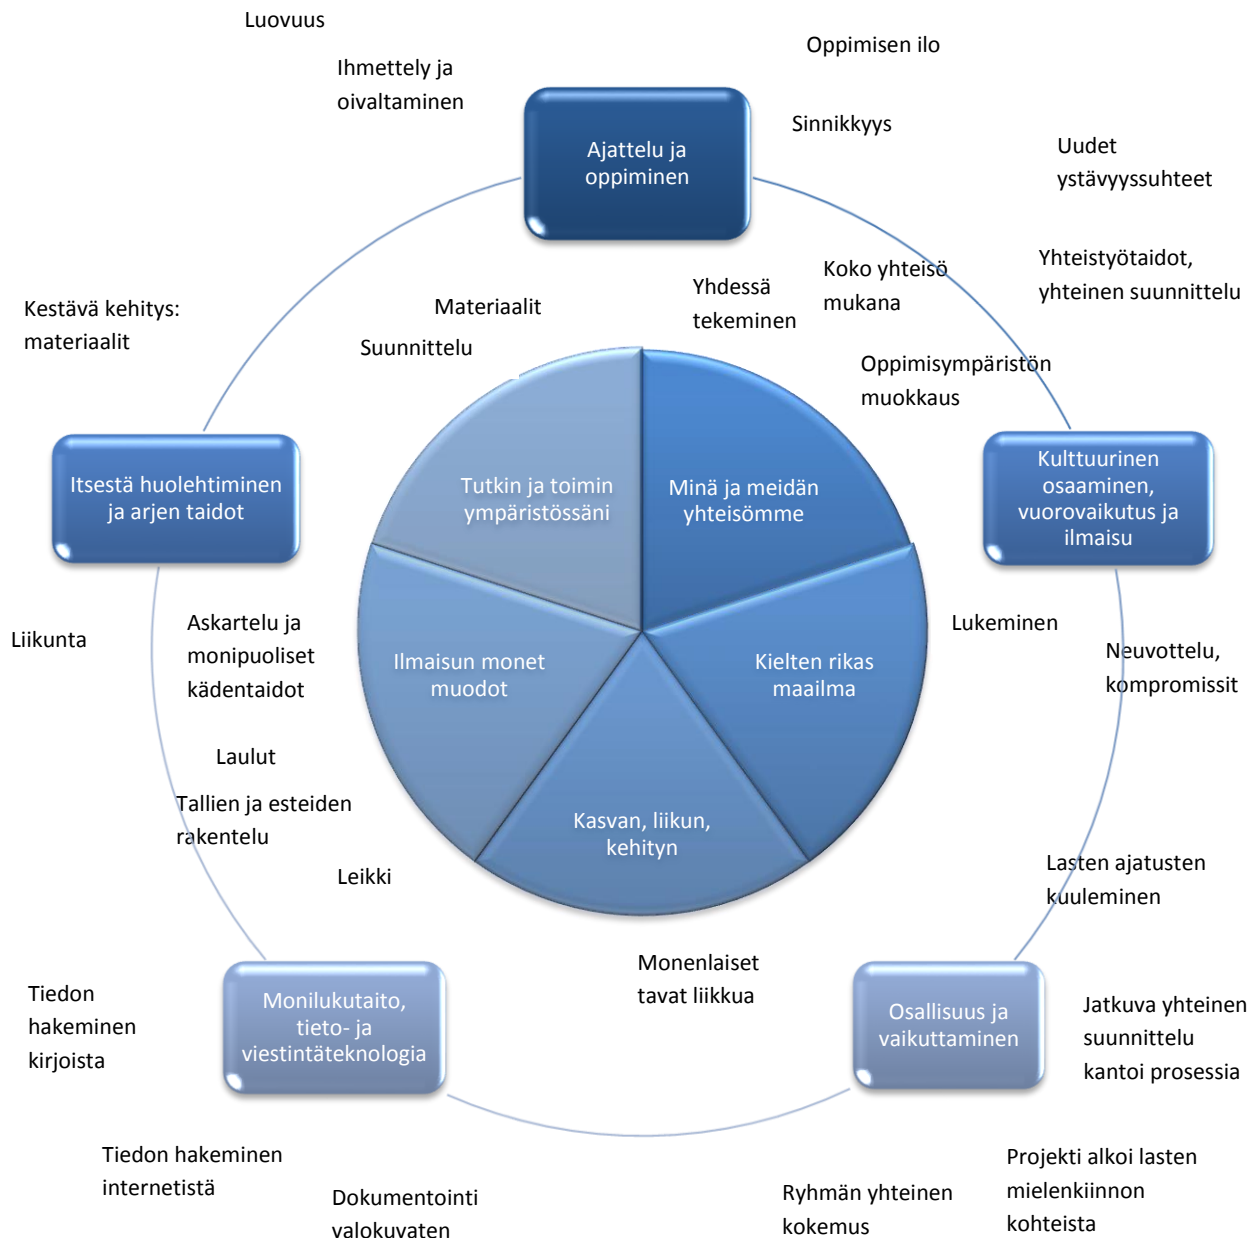 Luovuus
Oppimisen ilo
Ihmettely ja
oivaltaminen
Sinnikkyys
Ajattelu ja
oppiminen
Uudet
ystävyyssuhteet
Yhteistyötaidot,
yhteinen suunnittelu
Koko yhteisö
mukana
Yhdessä
tekeminen
Materiaalit
Kestävä kehitys:
materiaalit
Suunnittelu
Oppimisympäristön
muokkaus
Itsestä huolehtiminen
ja arjen taidot
Tutkin ja toimin
ympäristössäni
Minä ja meidän
yhteisömme
Kulttuurinen
osaaminen,
vuorovaikutus ja
ilmaisu
Liikunta
Askartelu ja
monipuoliset
kädentaidot
Ilmaisun monet
muodot
Kielten rikas
maailma
Lukeminen
Neuvottelu,
kompromissit
Laulut
Tallien ja esteiden
rakentelu
Kasvan, liikun,
kehityn
Leikki
Lasten ajatusten
kuuleminen
Monenlaiset
tavat liikkua
Tiedon
hakeminen
kirjoista
Monilukutaito,
tieto- ja
viestintäteknologia
Osallisuus ja
vaikuttaminen
Jatkuva yhteinen
suunnittelu
kantoi prosessia
Tiedon hakeminen
internetistä
Dokumentointi
valokuvaten
Ryhmän yhteinen
kokemus
Projekti alkoi lasten
mielenkiinnon
kohteista